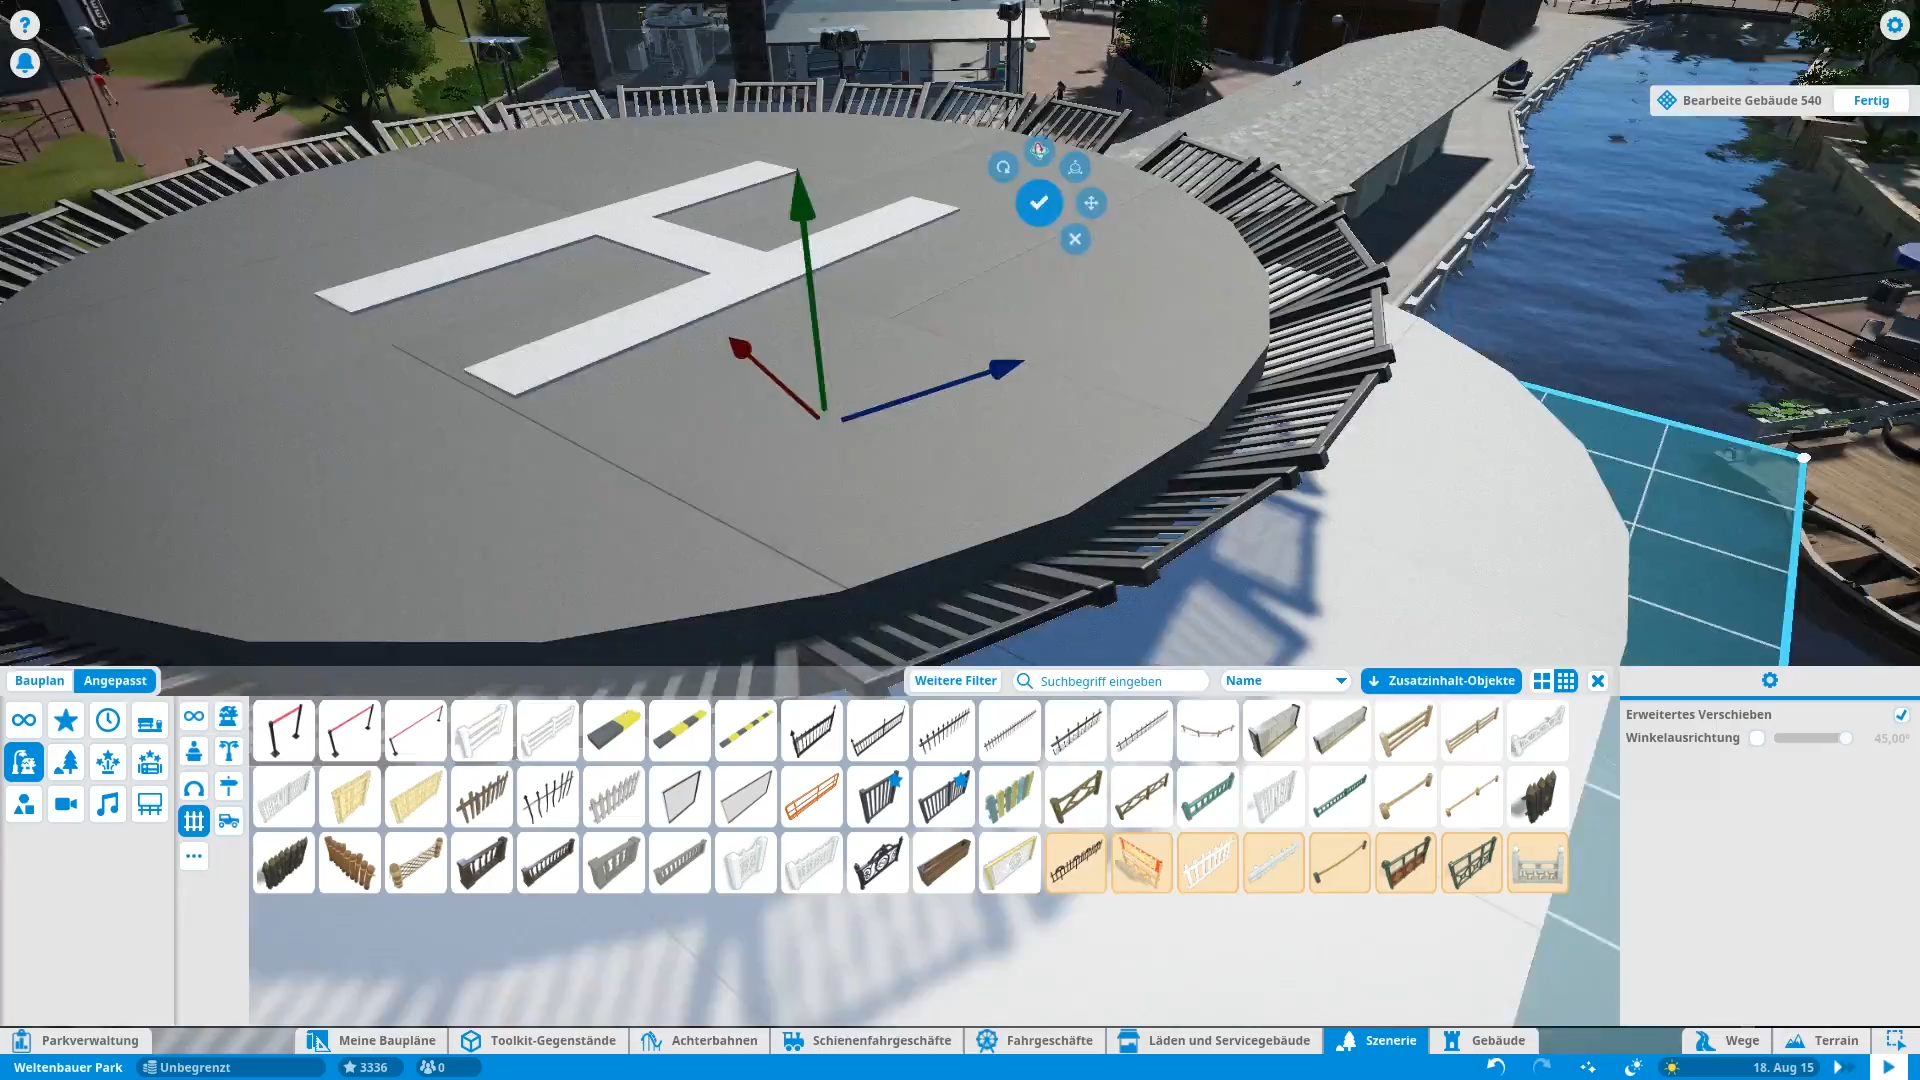 ?
H
Bearbeite Gebäude 540
Fertig
Bauplan
Angepasst
Weitere Filter
Suchbegriff eingeben
Name
Zusatzinhalt-Objekte
Erweitertes Verschieben
Winkelausrichtung
45,00°
Parkverwaltung
Meine Baupläne
Toolkit-Gegenstände
Achterbahnen
Schienenfahrgeschäfte
Fahrgeschäfte
Läden und Servicegebäude
Szenerie
Gebäude
Wege
Terrain
Weltenbauer Park
Unbegrenzt
3336
0
18. Aug 15